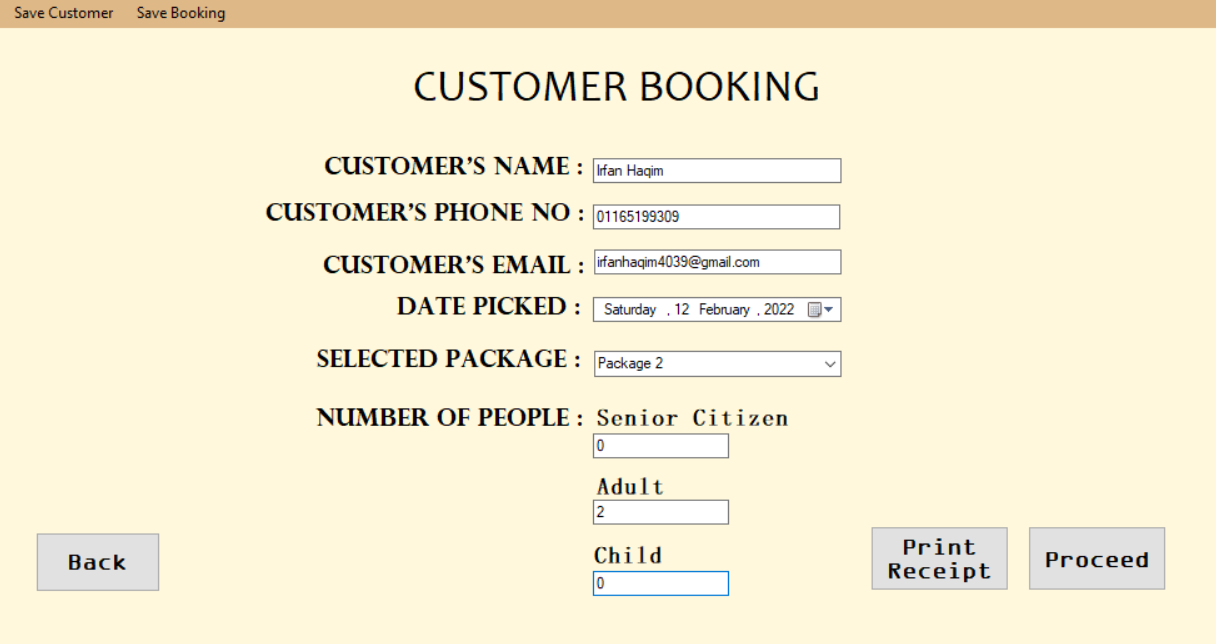 Save Customer Save Booking
CUSTOMER BOOKING
CUSTOMER'S NAME : Irfan Haqim
CUSTOMER'S PHONE NO : 01165199309
CUSTOMER'S EMAIL : irfanhaqim4039@gmail.com
DATE PICKED : Saturday , 12 February , 2022
SELECTED PACKAGE : Package 2
NUMBER OF PEOPLE : Senior Citizen
0
Adult
2
Child
0
Back
Print
Receipt
Proceed